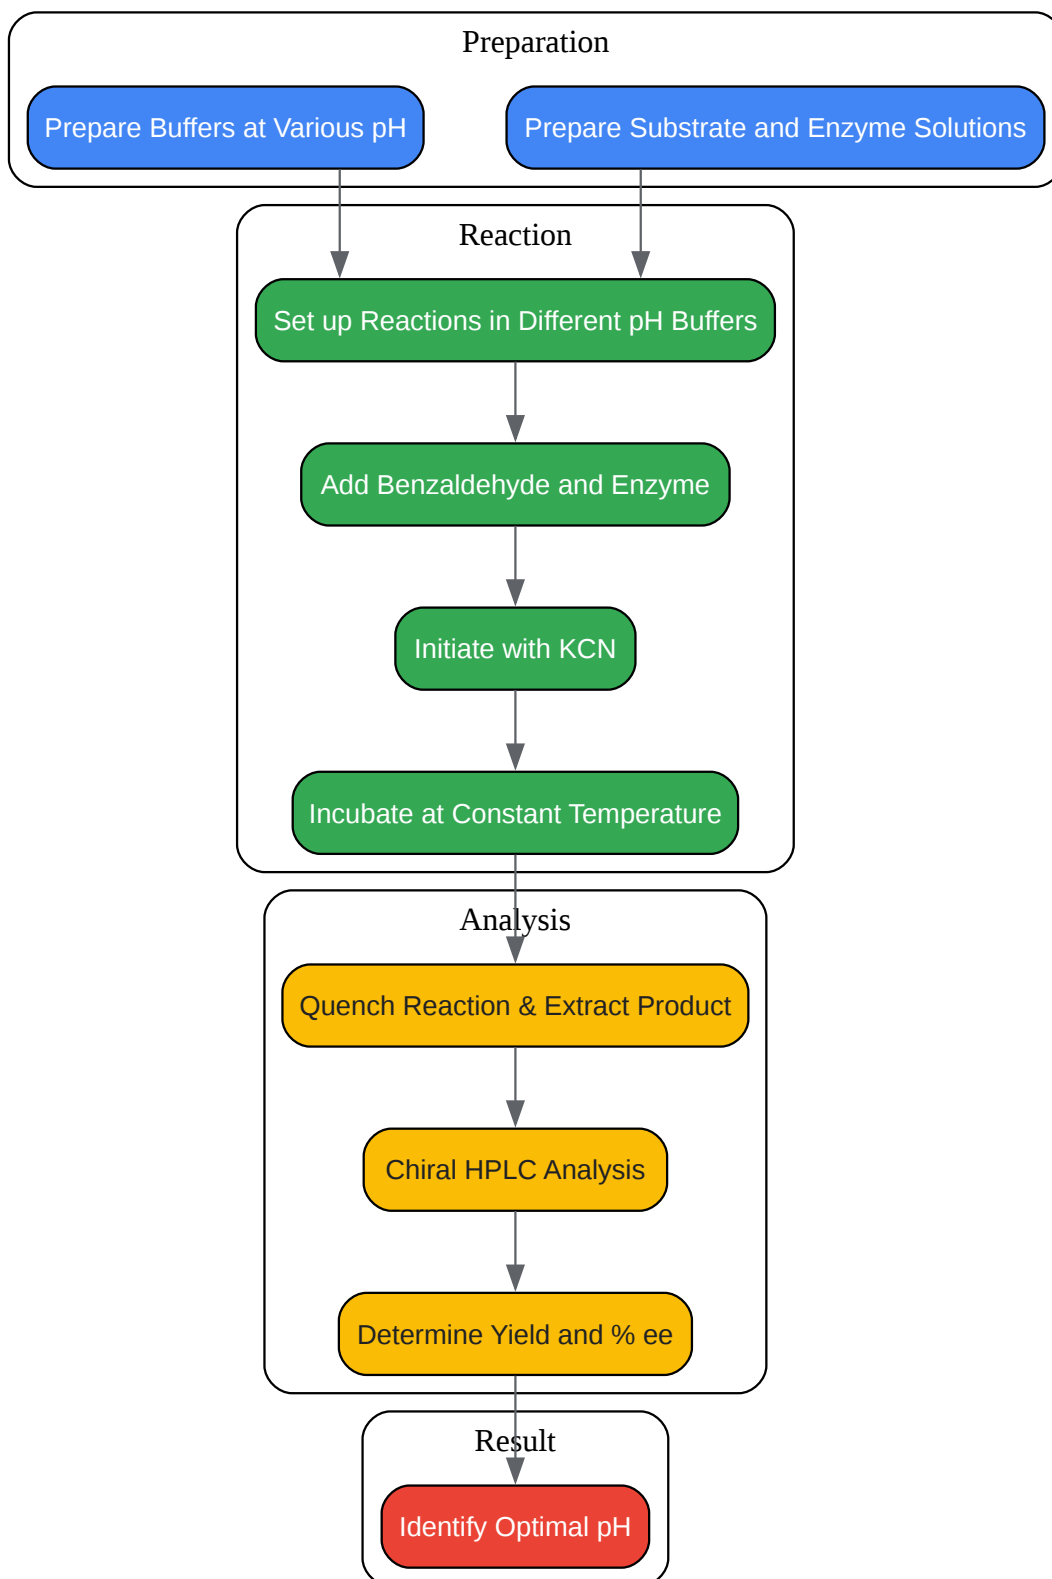 Preparation
Prepare Buffers at Various pH
Prepare Substrate and Enzyme Solutions
Reaction
Set up Reactions in Different pH Buffers
Add Benzaldehyde and Enzyme
Initiate with KCN
Incubate at Constant Temperature
Analysis
Quench Reaction & Extract Product
Chiral HPLC Analysis
Determine Yield and % ee
Result
Identify Optimal pH